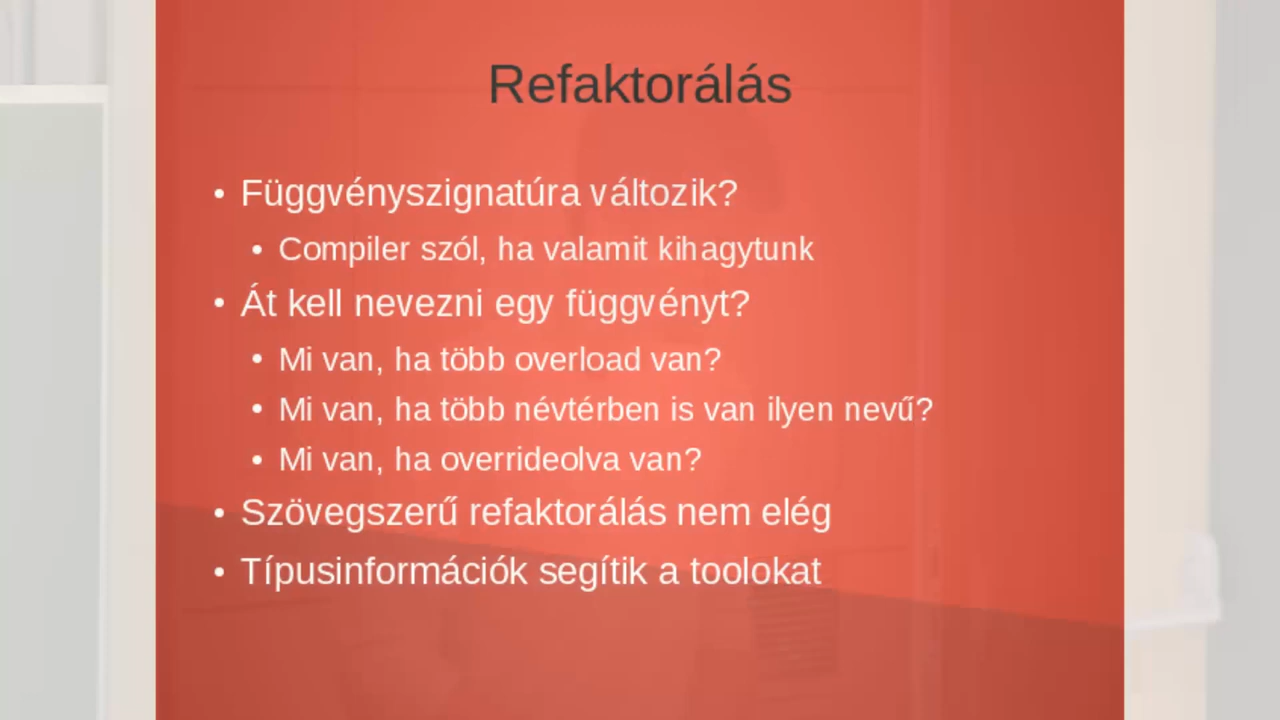 Refaktorálás
• Függvényszignatúra változik?
• Compiler szól, ha valamit kihagytunk
• Át kell nevezni egy függvényt?
• Mi van, ha több overload van?
• Mi van, ha több névtérben is van ilyen nevű?
• Mi van, ha overrideolva van?
• Szövegszerű refaktorálás nem elég
• Típusinformációk segítik a toolokat